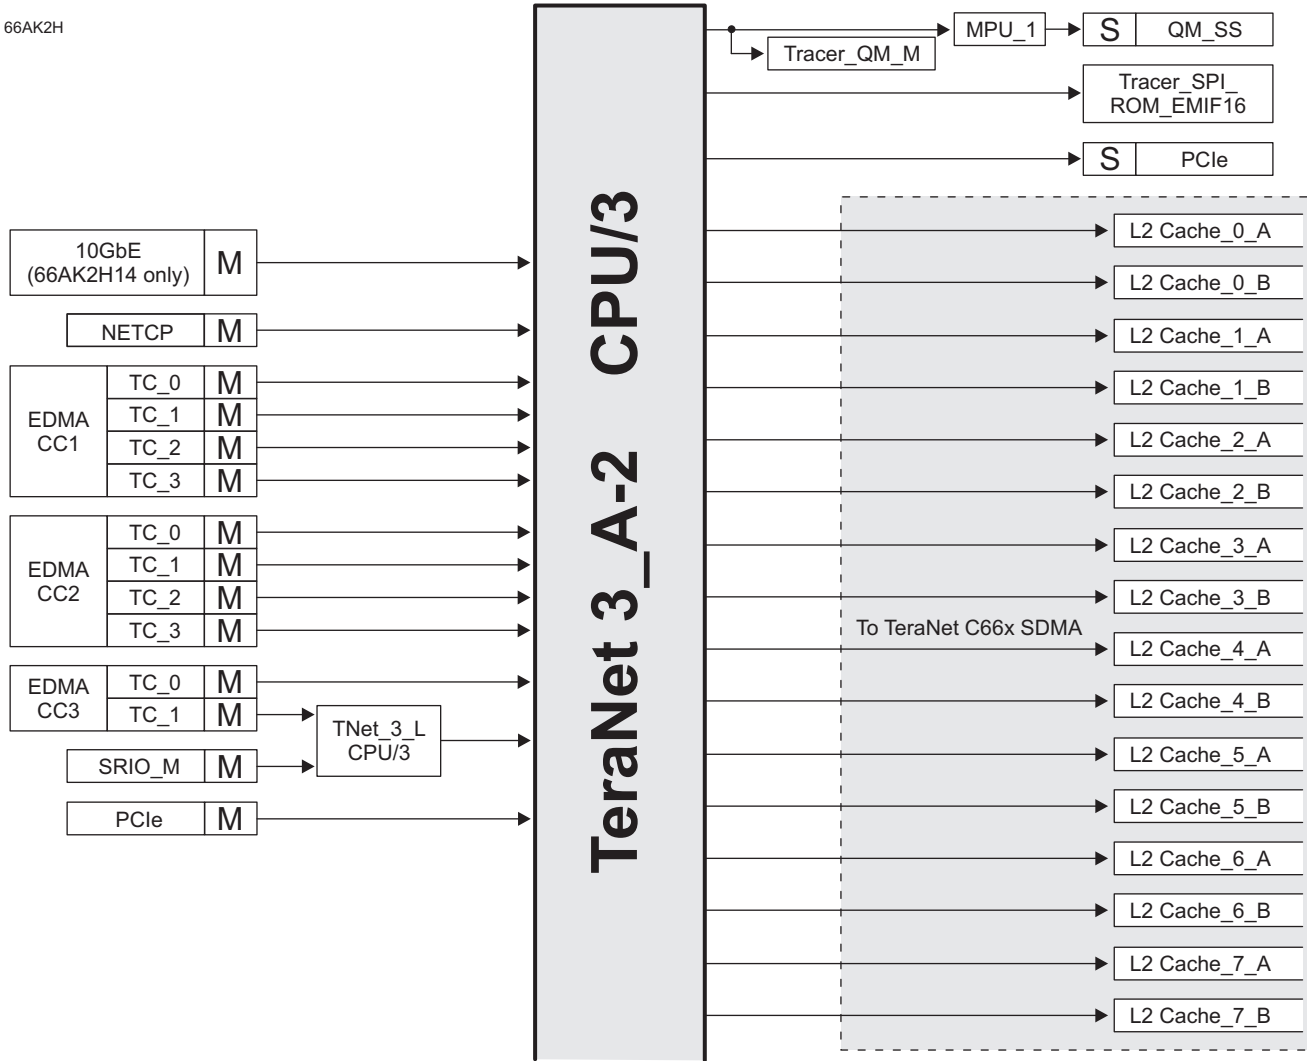 66AK2H
MPU_1
S QM_SS
Tracer_QM_M
Tracer_SPI_
ROM_EMIF16
S PCIe
10GbE
(66AK2H14 only)
M
NETCP M
EDMA
CC1
TC_0 M
TC_1 M
TC_2 M
TC_3 M
EDMA
CC2
TC_0 M
TC_1 M
TC_2 M
TC_3 M
EDMA
CC3
TC_0 M
TC_1 M
TNet_3_L
CPU/3
SRIO_M M
PCIe M
TeraNet 3_A-2 CPU/3
L2 Cache_0_A
L2 Cache_0_B
L2 Cache_1_A
L2 Cache_1_B
L2 Cache_2_A
L2 Cache_2_B
L2 Cache_3_A
L2 Cache_3_B
To TeraNet C66x SDMA
L2 Cache_4_A
L2 Cache_4_B
L2 Cache_5_A
L2 Cache_5_B
L2 Cache_6_A
L2 Cache_6_B
L2 Cache_7_A
L2 Cache_7_B